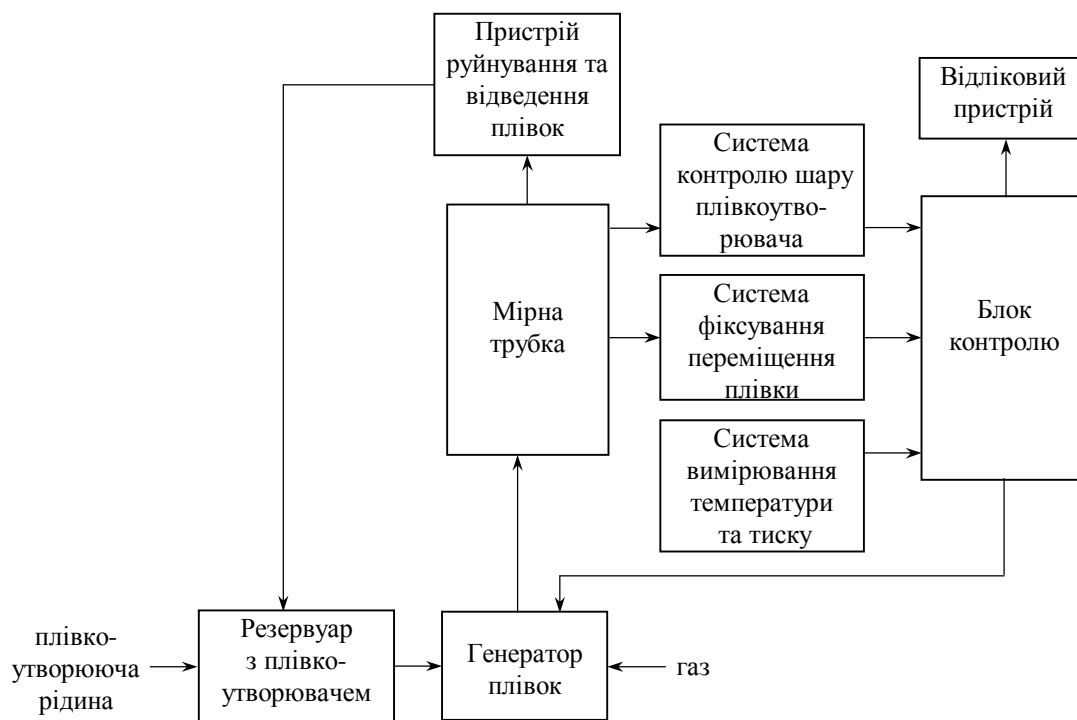 Пристрій
руйнування та
відведення
плівок
Відліковий
пристрій
Система
контролю шару
плівкоутво-
рювача
Мірна
трубка
Система
фіксування
переміщення
плівки
Блок
контролю
Система
вимірювання
температури
та тиску
плівко-
утворююча
рідина
Резервуар
з плівко-
утворювачем
Генератор
плівок
газ